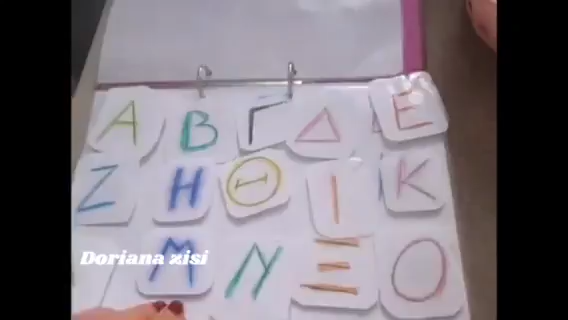 Α Β Γ Δ Ε
Ζ Η Θ Ι Κ
Μ Ν Ξ Ο
Doriana zisi